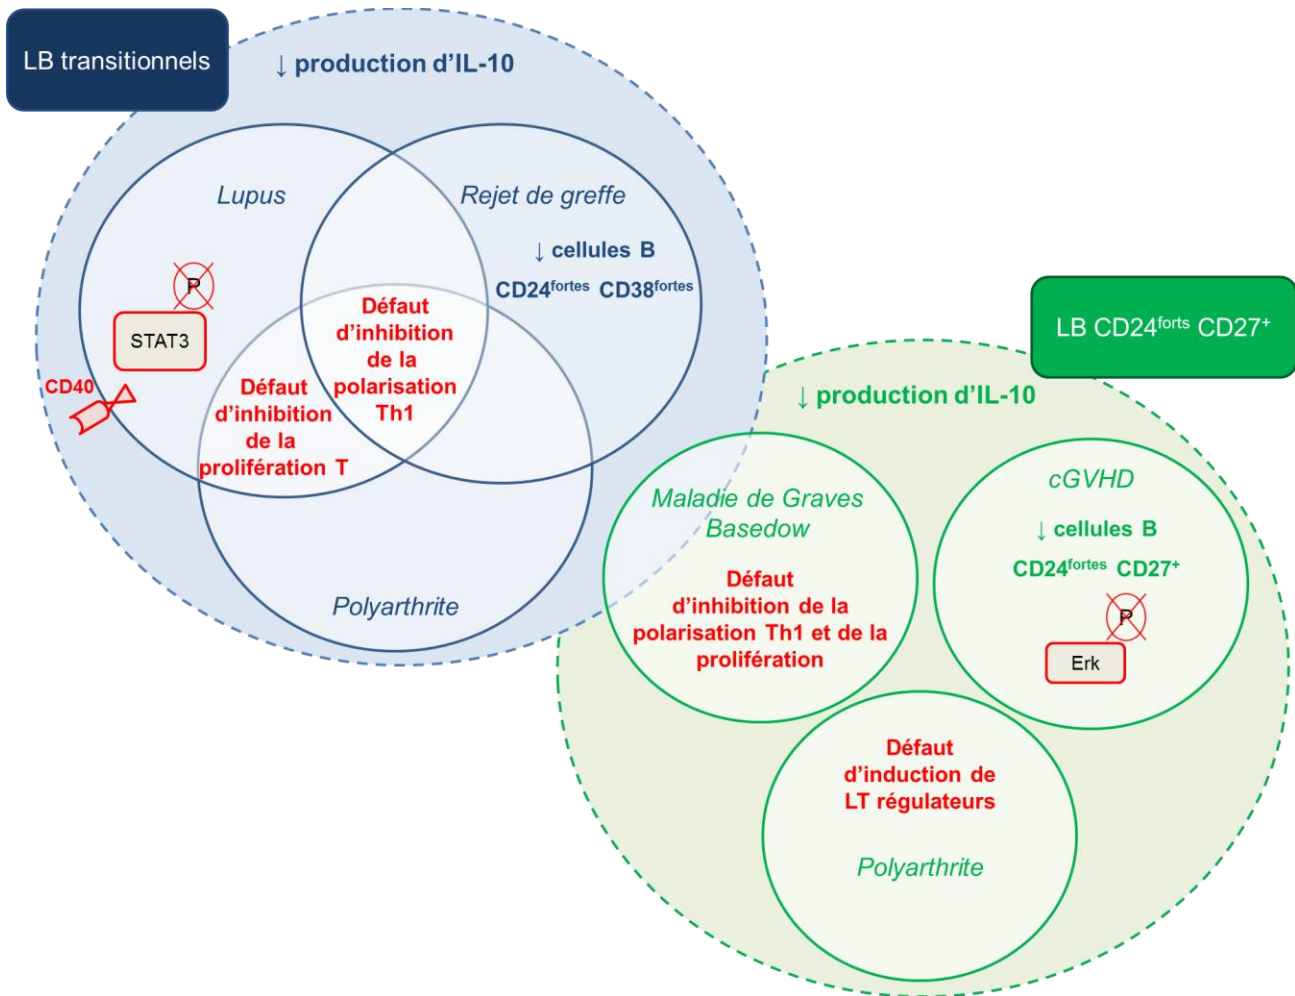 LB transitionnels
↓ production d'IL-10
Lupus
Rejet de greffe
↓ cellules B
CD24fortes CD38fortes
P
STAT3
CD40
Défaut
d'inhibition
de la
polarisation
Th1
Défaut
d'inhibition
de la
prolifération T
Polyarthrite
LB CD24forts CD27+
↓ production d'IL-10
Maladie de Graves
Basedow
Défaut
d'inhibition de la
polarisation Th1 et de la
prolifération
cGVHD
↓ cellules B
CD24fortes CD27+
P
Erk
Défaut
d'induction de
LT régulateurs
Polyarthrite